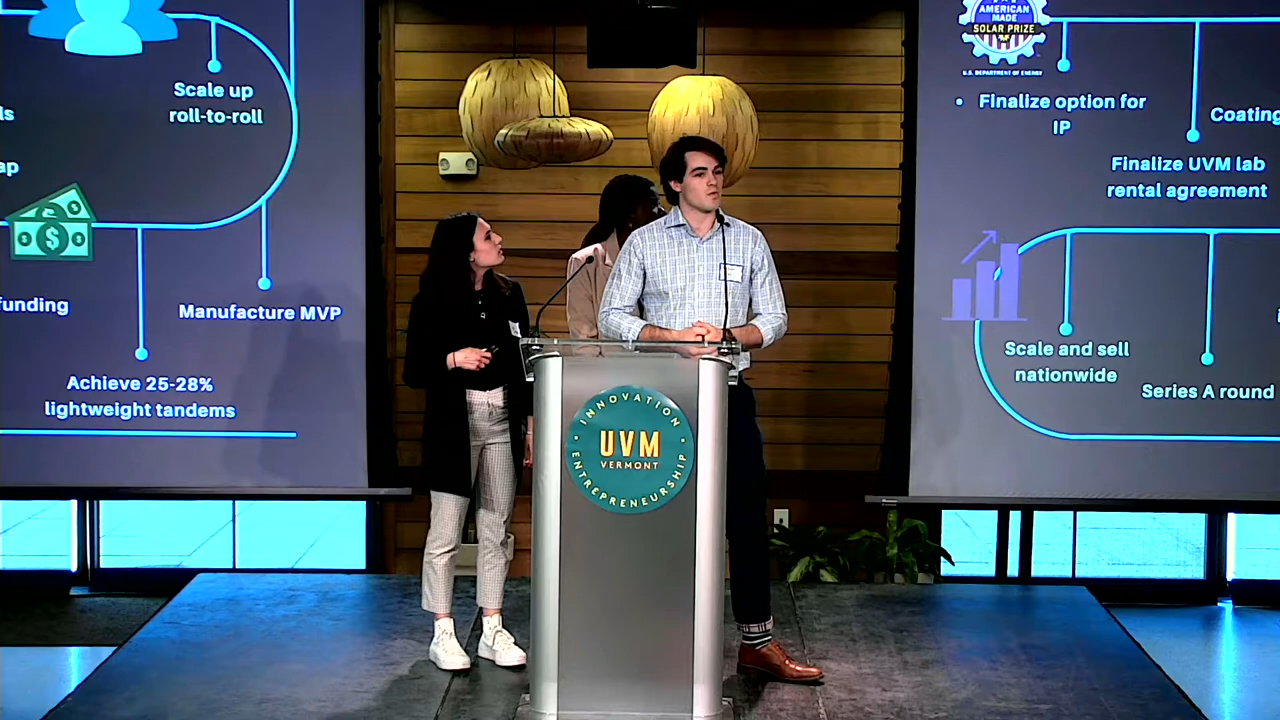 Scale up
roll-to-roll
ls
ap
funding
Manufacture MVP
Achieve 25-28%
lightweight tandems
INNOVATION
UVM
VERMONT
ENTREPRENEURSHIP
AMERICAN
MADE
SOLAR PRIZE
U.S. DEPARTMENT OF ENERGY
• Finalize option for
IP
Coating
Finalize UVM lab
rental agreement
Scale and sell
nationwide
Series A round